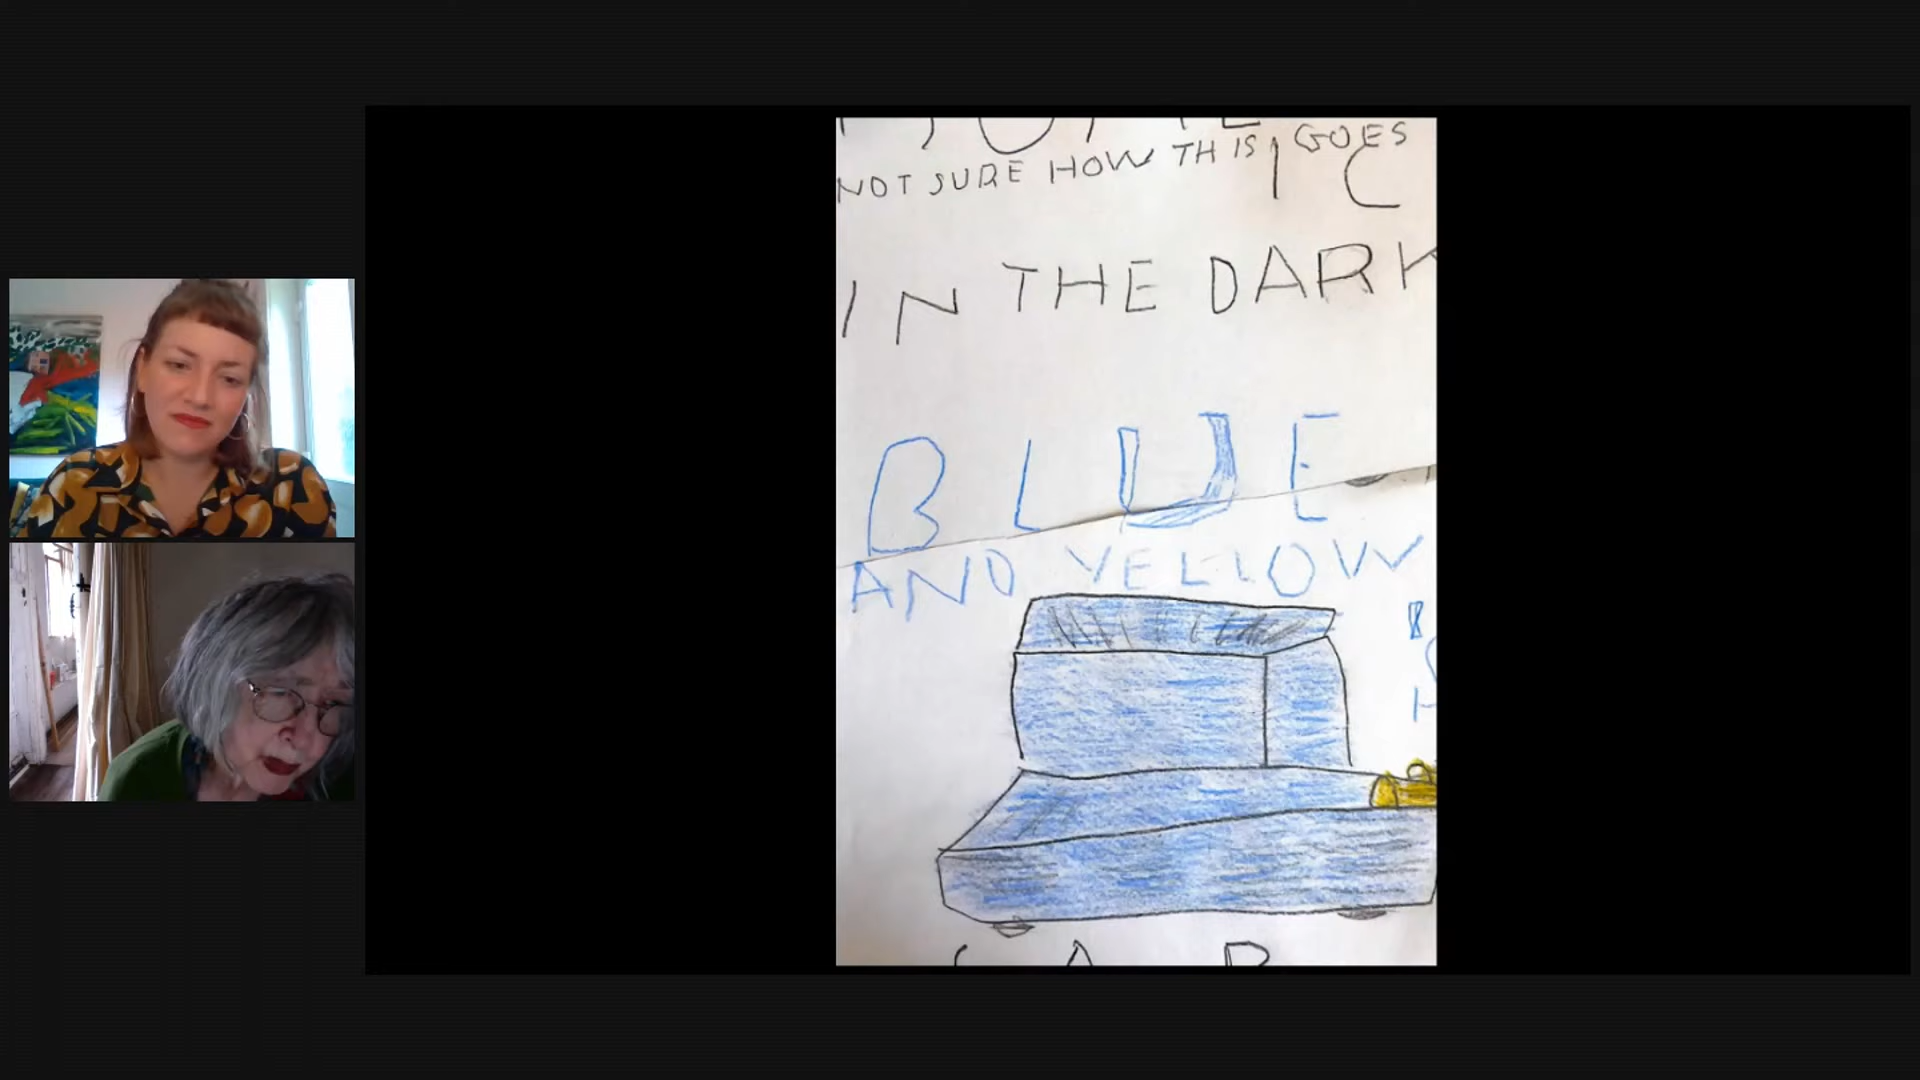 NOT SURE HOW THIS GOES
IN THE DARK
BLUE
AND YELLOW